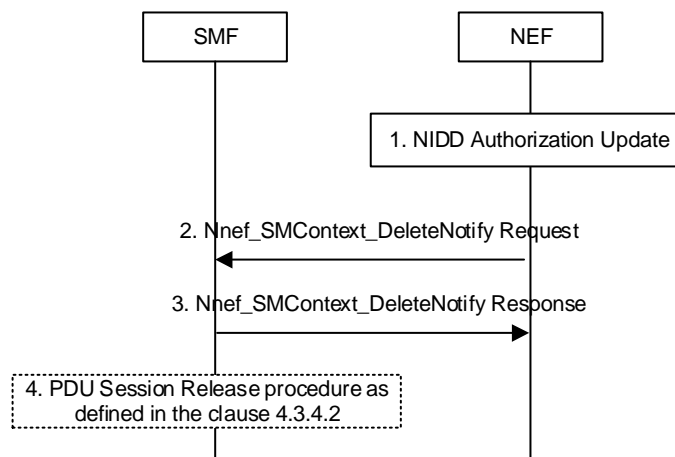 SMF
NEF
1. NIDD Authorization Update
2. Nnef_SMContext_DeleteNotify Request
3. Nnef_SMContext_DeleteNotify Response
4. PDU Session Release procedure as
defined in the clause 4.3.4.2